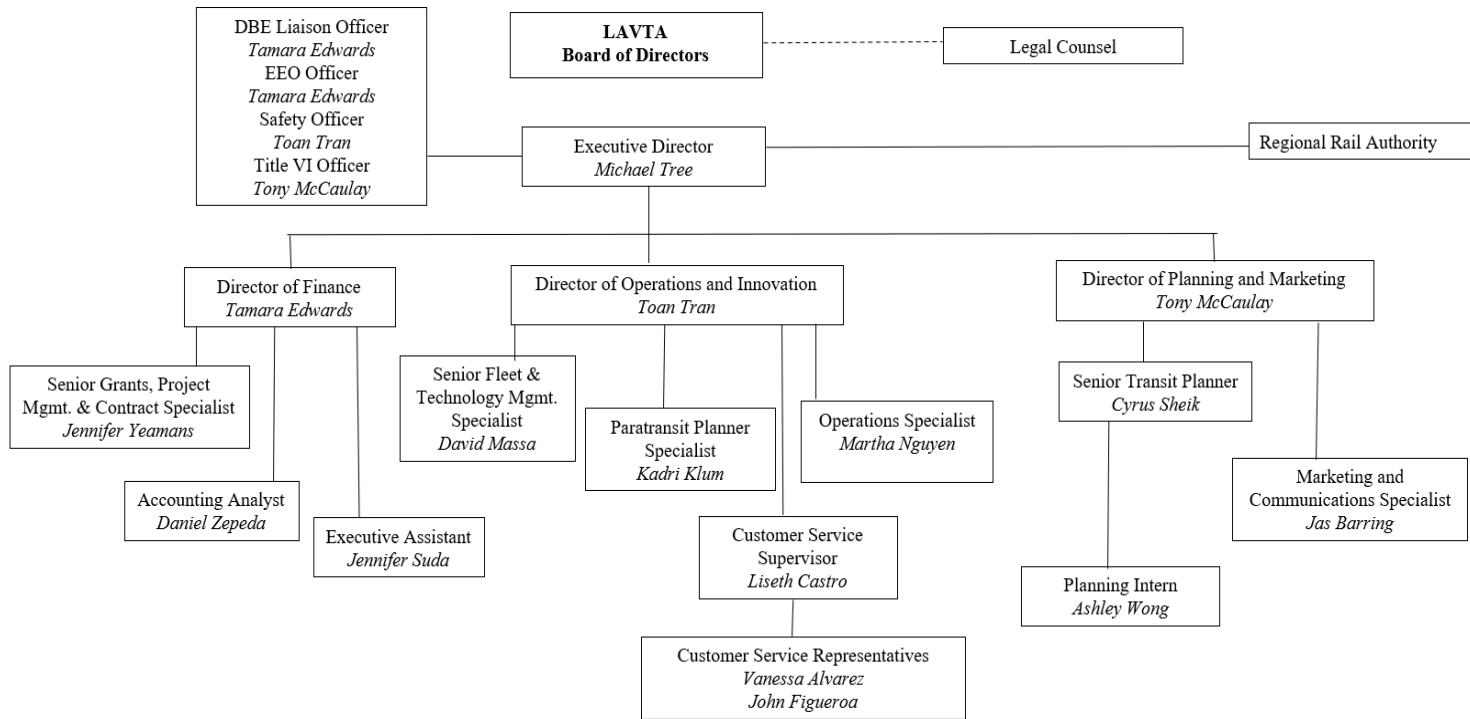 DBE Liaison Officer
Tamara Edwards
EEO Officer
Tamara Edwards
Safety Officer
Toan Tran
Title VI Officer
Tony McCaulay
LAVTA
Board of Directors
Legal Counsel
Executive Director
Michael Tree
Regional Rail Authority
Director of Finance
Tamara Edwards
Director of Operations and Innovation
Toan Tran
Director of Planning and Marketing
Tony McCaulay
Senior Grants, Project
Mgmt. & Contract Specialist
Jennifer Yeamans
Accounting Analyst
Daniel Zepeda
Executive Assistant
Jennifer Suda
Senior Fleet &
Technology Mgmt.
Specialist
David Massa
Paratransit Planner
Specialist
Kadri Klum
Operations Specialist
Martha Nguyen
Customer Service
Supervisor
Liseth Castro
Customer Service Representatives
Vanessa Alvarez
John Figueroa
Senior Transit Planner
Cyrus Sheik
Planning Intern
Ashley Wong
Marketing and
Communications Specialist
Jas Barring